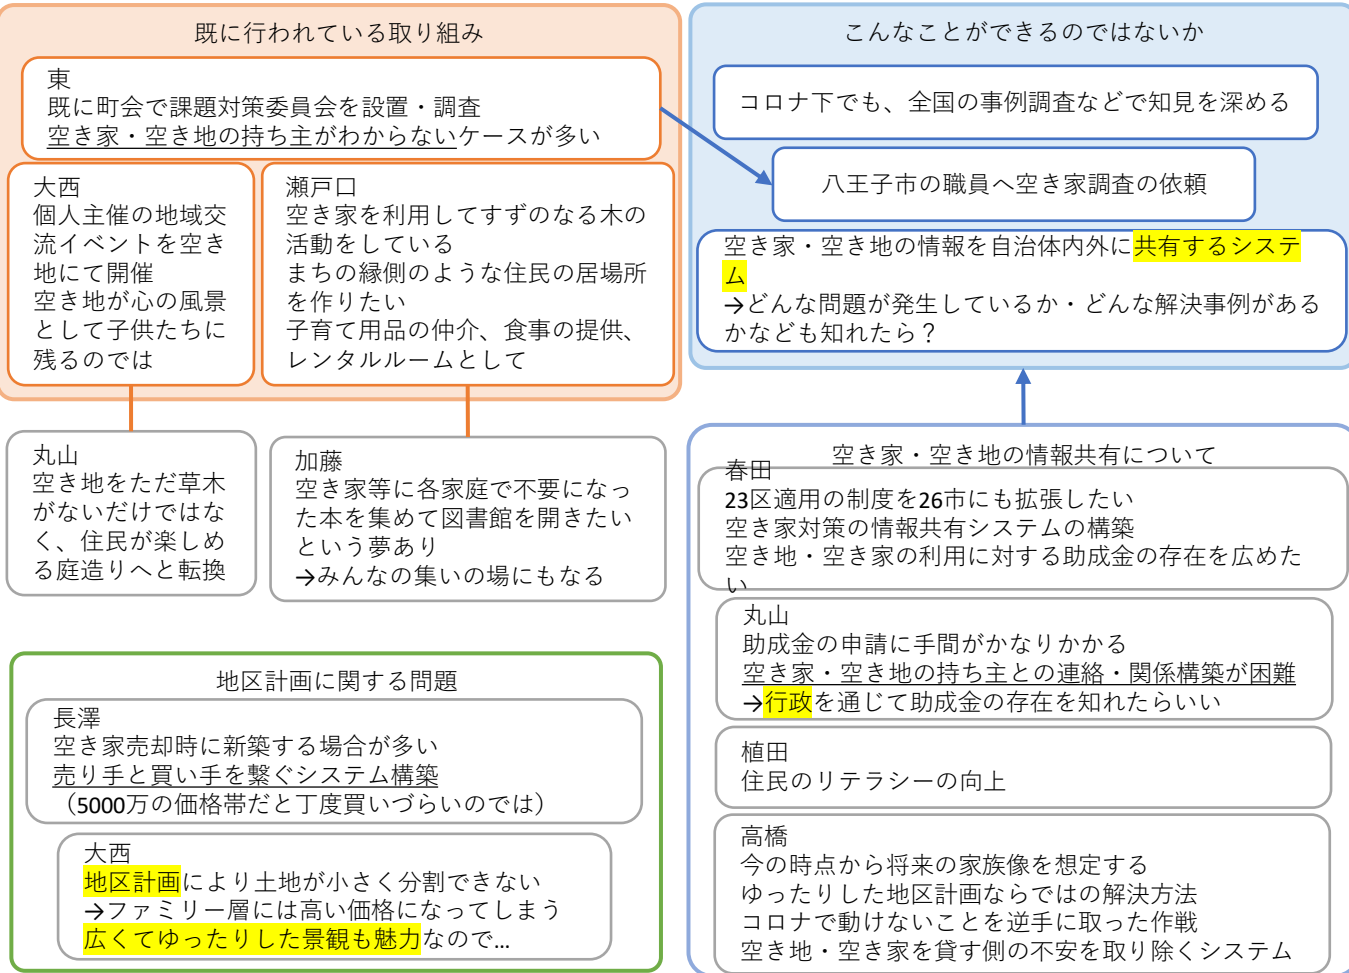 既に行われている取り組み
東
既に町会で課題対策委員会を設置・調査
空き家・空き地の持ち主がわからないケースが多い
大西
個人主催の地域交
流イベントを空き
地にて開催
空き地が心の風景
として子供たちに
残るのでは
瀬戸口
空き家を利用してすずのなる木の
活動をしている
まちの縁側のような住民の居場所
を作りたい
子育て用品の仲介、食事の提供、
レンタルルームとして
丸山
空き地をただ草木
がないだけではな
く、住民が楽しめ
る庭造りへと転換
加藤
空き家等に各家庭で不要になっ
た本を集めて図書館を開きたい
という夢あり
→みんなの集いの場にもなる
地区計画に関する問題
長澤
空き家売却時に新築する場合が多い
売り手と買い手を繋ぐシステム構築
（5000万の価格帯だと丁度買いづらいのでは）
大西
地区計画により土地が小さく分割できない
→ファミリー層には高い価格になってしまう
広くてゆったりした景観も魅力なので…
こんなことができるのではないか
コロナ下でも、全国の事例調査などで知見を深める
八王子市の職員へ空き家調査の依頼
空き家・空き地の情報を自治体内外に共有するシステ
ム
→どんな問題が発生しているか・どんな解決事例がある
かなども知れたら？
空き家・空き地の情報共有について
春田
23区適用の制度を26市にも拡張したい
空き家対策の情報共有システムの構築
空き地・空き家の利用に対する助成金の存在を広めた
い
丸山
助成金の申請に手間がかなりかかる
空き家・空き地の持ち主との連絡・関係構築が困難
→行政を通じて助成金の存在を知れたらいい
植田
住民のリテラシーの向上
高橋
今の時点から将来の家族像を想定する
ゆったりした地区計画ならではの解決方法
コロナで動けないことを逆手に取った作戦
空き地・空き家を貸す側の不安を取り除くシステム